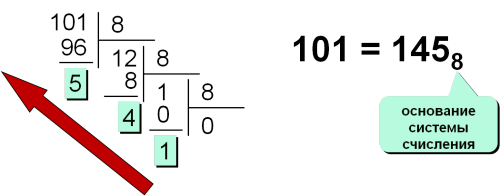 101 8
96 12 8
5 8 1 8
4 0 0
1
101 = 145₈
основание
системы
счисления